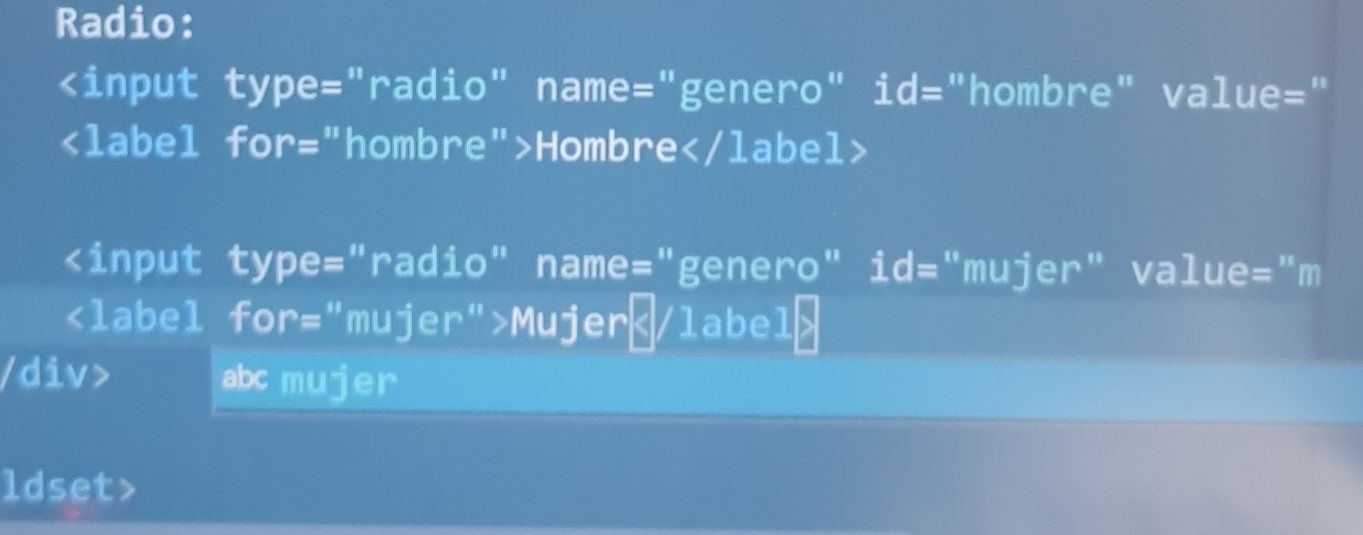 Radio:
<input type="radio" name="genero" id="hombre" value="
<label for="hombre">Hombre</label>
<input type="radio" name="genero" id="mujer" value="m
<label for="mujer">Mujer</label>
/div>
abc mujer
ldset>